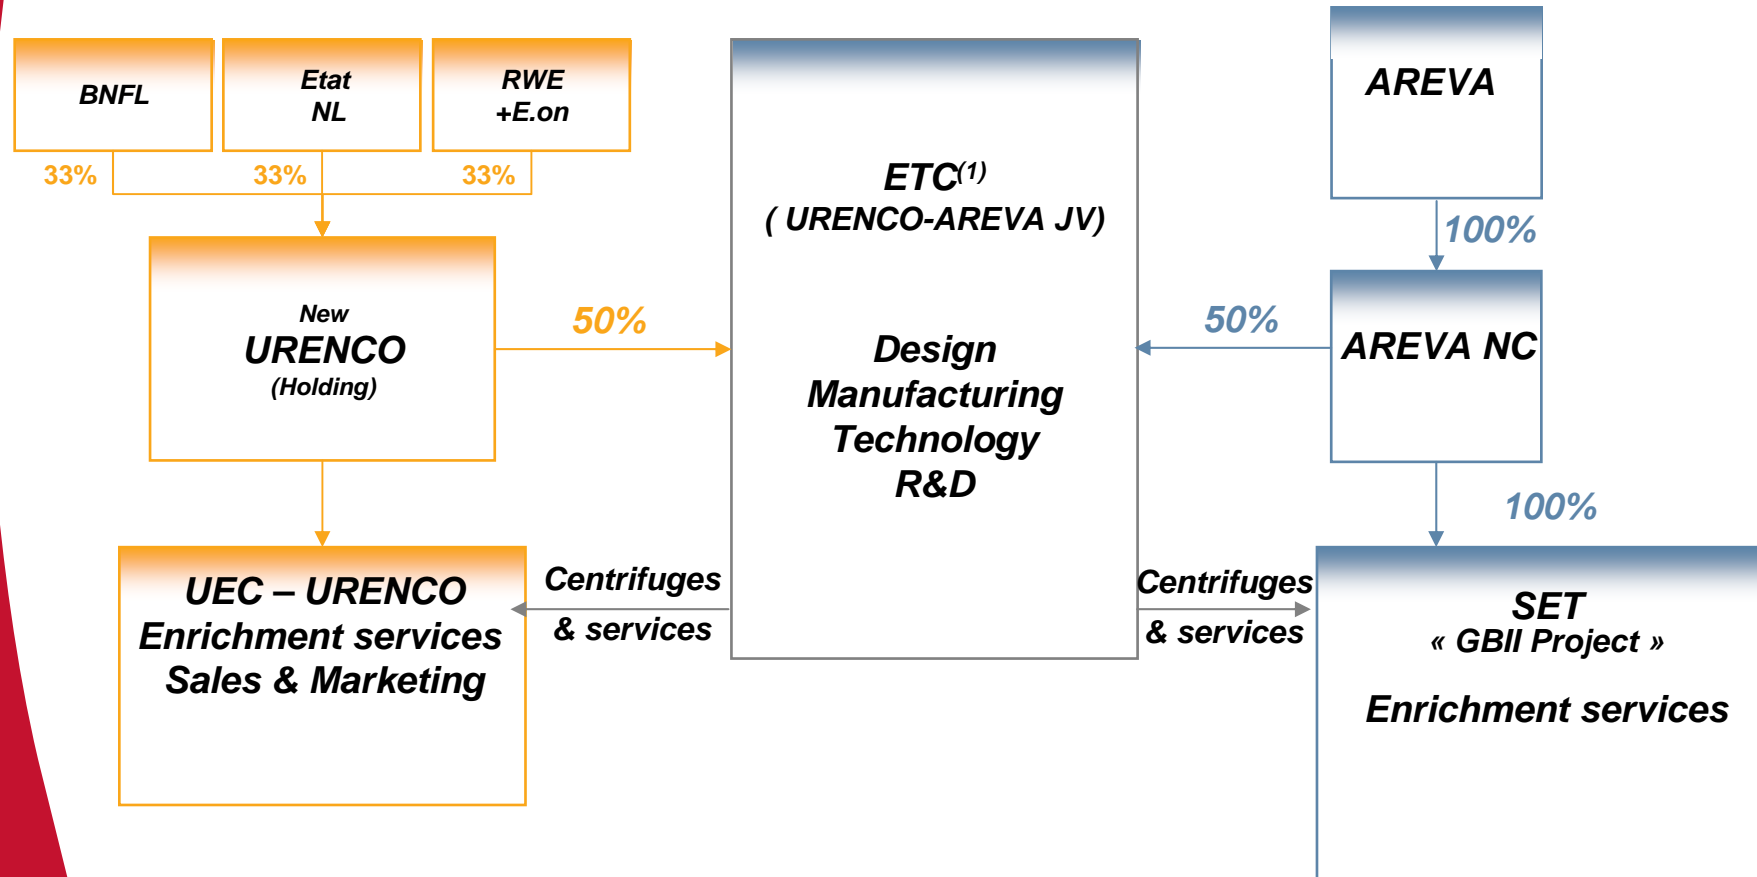 BNFL
Etat
NL
RWE
+E.on
33%
33%
33%
New
URENCO
(Holding)
50%
UEC – URENCO
Enrichment services
Sales & Marketing
Centrifuges
& services
ETC(1)
( URENCO-AREVA JV)
Design
Manufacturing
Technology
R&D
AREVA
100%
50%
AREVA NC
100%
Centrifuges
& services
SET
« GBII Project »
Enrichment services